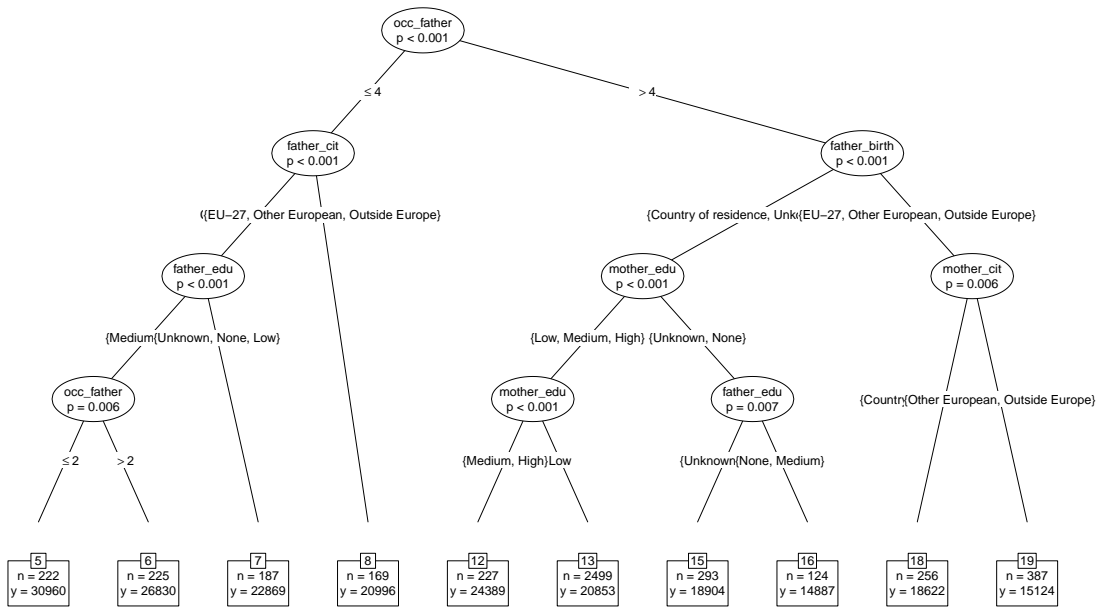 occ_father
p < 0.001
≤ 4
> 4
father_cit
p < 0.001
father_birth
p < 0.001
{EU−27, Other European, Outside Europe}
{Country of residence, Unk
{EU−27, Other European, Outside Europe}
father_edu
p < 0.001
mother_edu
p < 0.001
mother_cit
p = 0.006
{Medium
{Unknown, None, Low}
{Low, Medium, High}
{Unknown, None}
occ_father
p = 0.006
mother_edu
p < 0.001
father_edu
p = 0.007
{Countr
{Other European, Outside Europe}
≤ 2
> 2
{Medium, High}
Low
{Unknown
{None, Medium}
5
n = 222
y = 30960
6
n = 225
y = 26830
7
n = 187
y = 22869
8
n = 169
y = 20996
12
n = 227
y = 24389
13
n = 2499
y = 20853
15
n = 293
y = 18904
16
n = 124
y = 14887
18
n = 256
y = 18622
19
n = 387
y = 15124